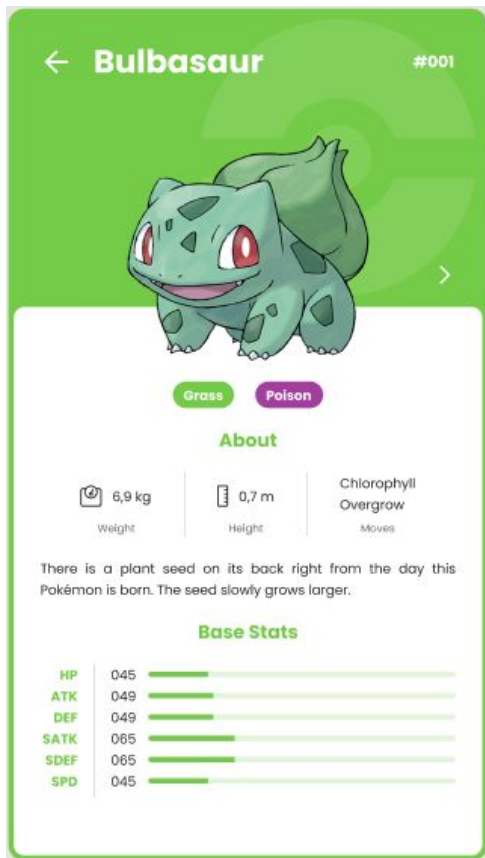 Bulbasaur #001
Grass Poison
About
6,9 kg 0,7 m Chlorophyll
Overgrow
Weight Height Moves
There is a plant seed on its back right from the day this
Pokémon is born. The seed slowly grows larger.
Base Stats
HP 045
ATK 049
DEF 049
SATK 065
SDEF 065
SPD 045